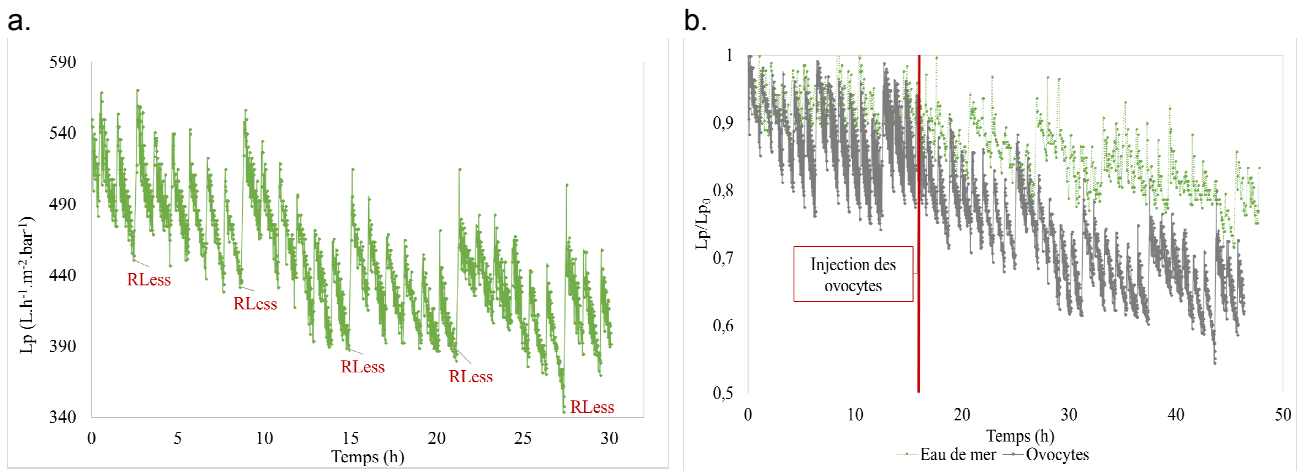 a.
590
540
490
440
390
340
Lp (L.h⁻¹.m⁻².bar⁻¹)
RLess
RLess
RLess
RLess
RLess
0
5
10
15
20
25
30
Temps (h)
b.
1
0,9
0,8
0,7
0,6
0,5
Lp/Lp₀
Injection des
ovocytes
0
10
20
30
40
50
Temps (h)
Eau de mer
Ovocytes